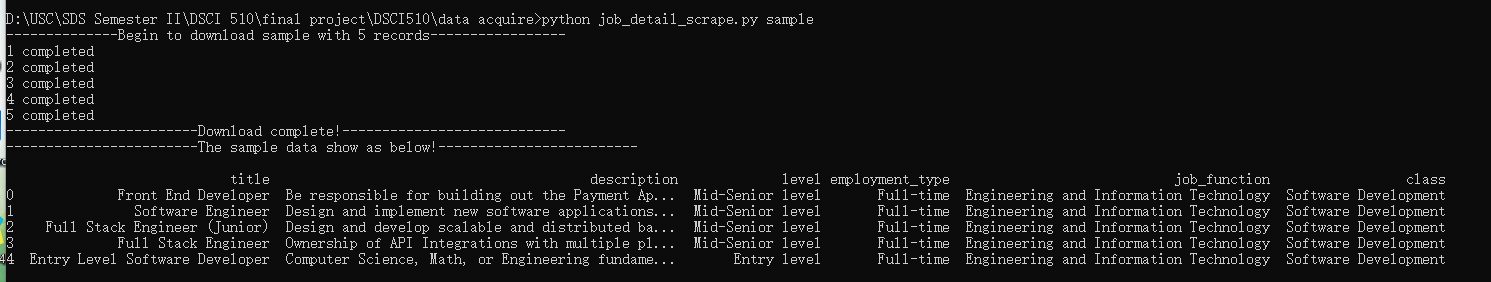 D:\USC\SDS Semester II\DSCI 510\final project\DSCI510\data acquire>python job_detail_scrape.py sample
--------------Begin to download sample with 5 records-----------------
1 completed
2 completed
3 completed
4 completed
5 completed
------------------------Download complete!----------------------------
------------------------The sample data show as below!-------------------------
title description level employment_type job_function class
0 Front End Developer Be responsible for building out the Payment Ap... Mid-Senior level Full-time Engineering and Information Technology Software Development
1 Software Engineer Design and implement new software applications... Mid-Senior level Full-time Engineering and Information Technology Software Development
2 Full Stack Engineer (Junior) Design and develop scalable and distributed ba... Mid-Senior level Full-time Engineering and Information Technology Software Development
3 Full Stack Engineer Ownership of API Integrations with multiple pl... Mid-Senior level Full-time Engineering and Information Technology Software Development
4 Entry Level Software Developer Computer Science, Math, or Engineering fundame... Entry level Full-time Engineering and Information Technology Software Development